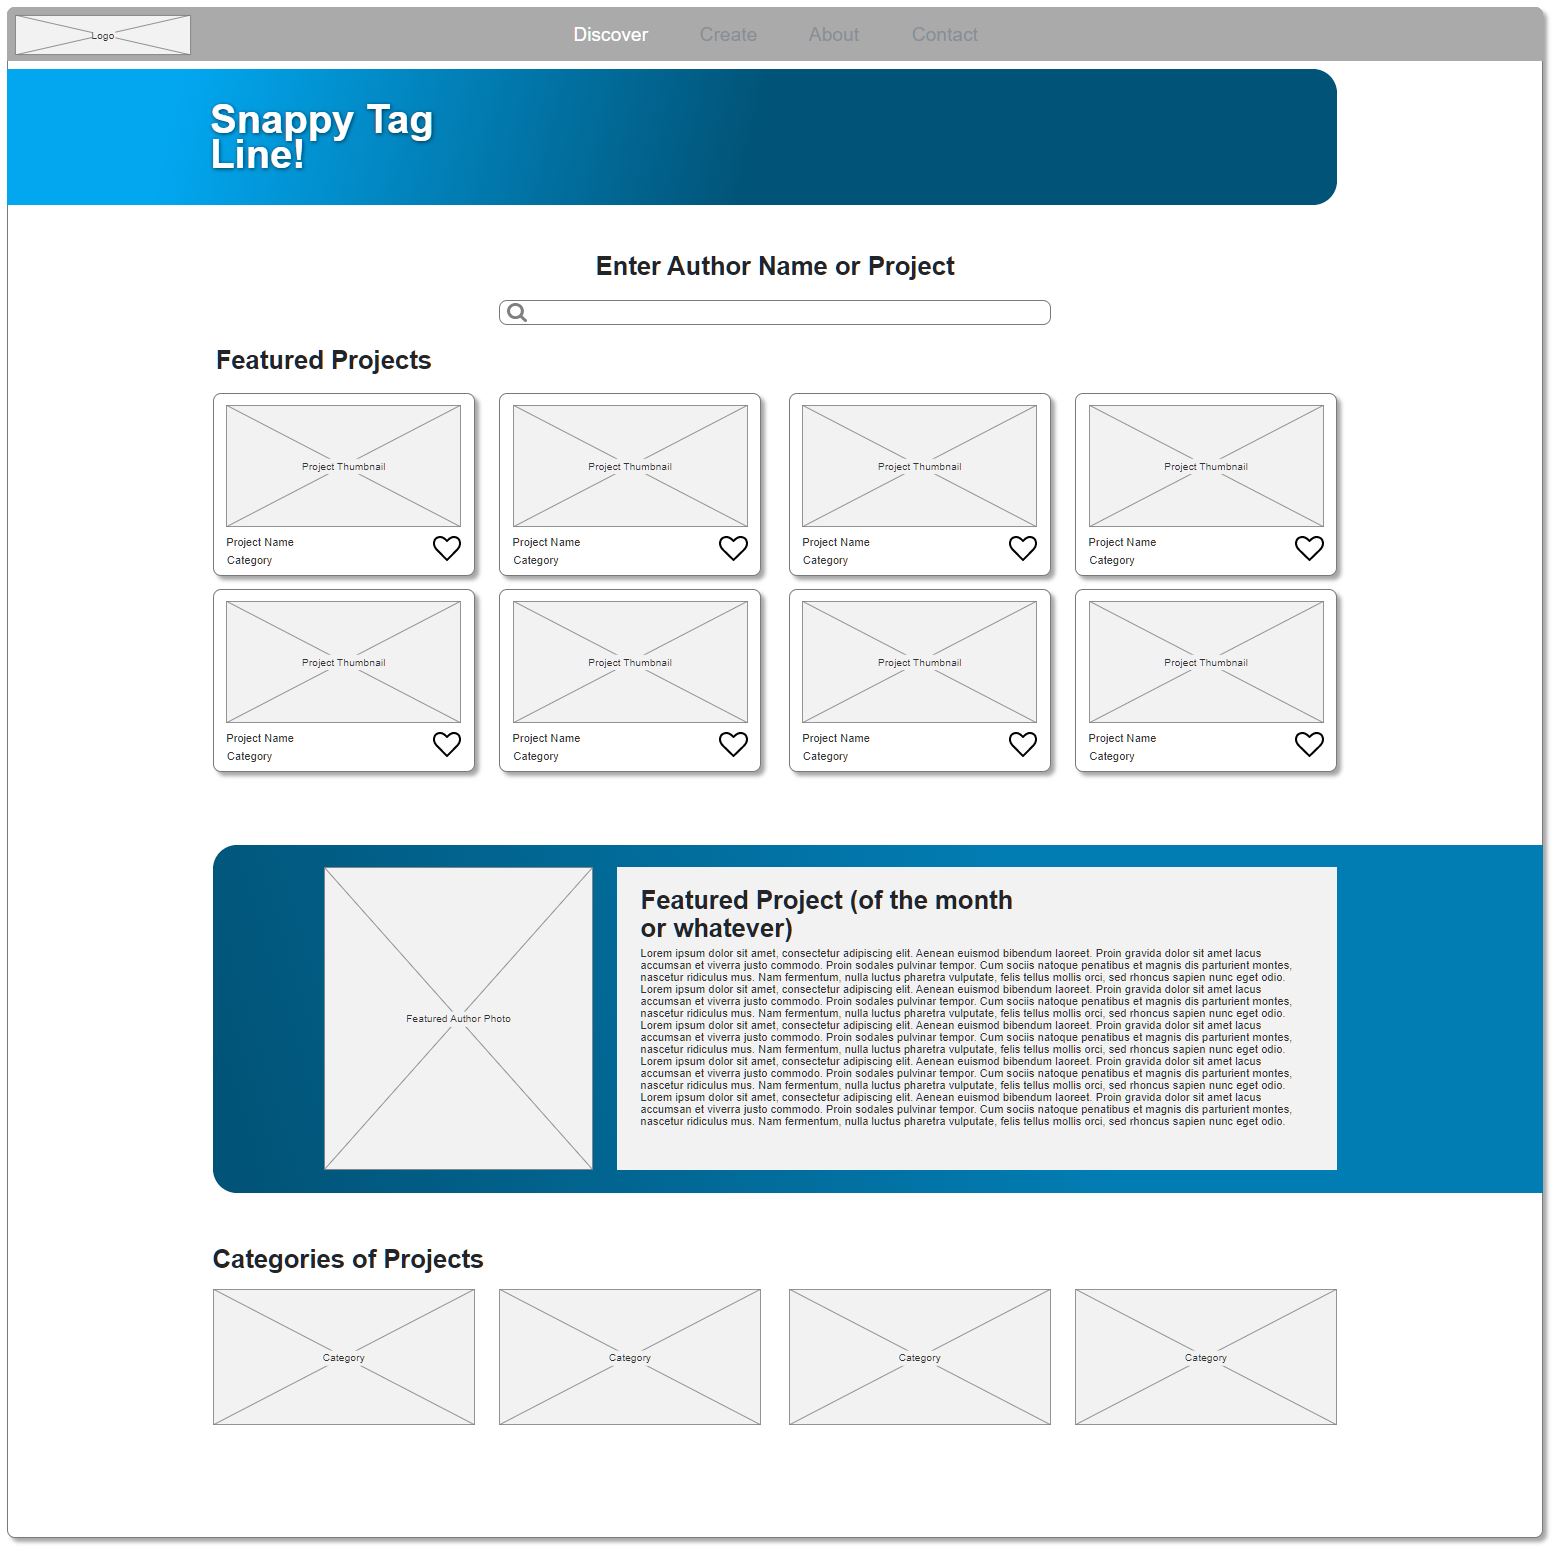 Logo
Discover Create About Contact
Snappy Tag
Line!
Enter Author Name or Project
Featured Projects
Project Thumbnail Project Thumbnail Project Thumbnail Project Thumbnail
Project Name Project Name Project Name Project Name
Category Category Category Category
Project Thumbnail Project Thumbnail Project Thumbnail Project Thumbnail
Project Name Project Name Project Name Project Name
Category Category Category Category
Featured Author Photo
Featured Project (of the month
or whatever)
Lorem ipsum dolor sit amet, consectetur adipiscing elit. Aenean euismod bibendum laoreet. Proin gravida dolor sit amet lacus
accumsan et viverra justo commodo. Proin sodales pulvinar tempor. Cum sociis natoque penatibus et magnis dis parturient montes,
nascetur ridiculus mus. Nam fermentum, nulla luctus pharetra vulputate, felis tellus mollis orci, sed rhoncus sapien nunc eget odio.
Lorem ipsum dolor sit amet, consectetur adipiscing elit. Aenean euismod bibendum laoreet. Proin gravida dolor sit amet lacus
accumsan et viverra justo commodo. Proin sodales pulvinar tempor. Cum sociis natoque penatibus et magnis dis parturient montes,
nascetur ridiculus mus. Nam fermentum, nulla luctus pharetra vulputate, felis tellus mollis orci, sed rhoncus sapien nunc eget odio.
Lorem ipsum dolor sit amet, consectetur adipiscing elit. Aenean euismod bibendum laoreet. Proin gravida dolor sit amet lacus
accumsan et viverra justo commodo. Proin sodales pulvinar tempor. Cum sociis natoque penatibus et magnis dis parturient montes,
nascetur ridiculus mus. Nam fermentum, nulla luctus pharetra vulputate, felis tellus mollis orci, sed rhoncus sapien nunc eget odio.
Lorem ipsum dolor sit amet, consectetur adipiscing elit. Aenean euismod bibendum laoreet. Proin gravida dolor sit amet lacus
accumsan et viverra justo commodo. Proin sodales pulvinar tempor. Cum sociis natoque penatibus et magnis dis parturient montes,
nascetur ridiculus mus. Nam fermentum, nulla luctus pharetra vulputate, felis tellus mollis orci, sed rhoncus sapien nunc eget odio.
Lorem ipsum dolor sit amet, consectetur adipiscing elit. Aenean euismod bibendum laoreet. Proin gravida dolor sit amet lacus
accumsan et viverra justo commodo. Proin sodales pulvinar tempor. Cum sociis natoque penatibus et magnis dis parturient montes,
nascetur ridiculus mus. Nam fermentum, nulla luctus pharetra vulputate, felis tellus mollis orci, sed rhoncus sapien nunc eget odio.
Categories of Projects
Category Category Category Category